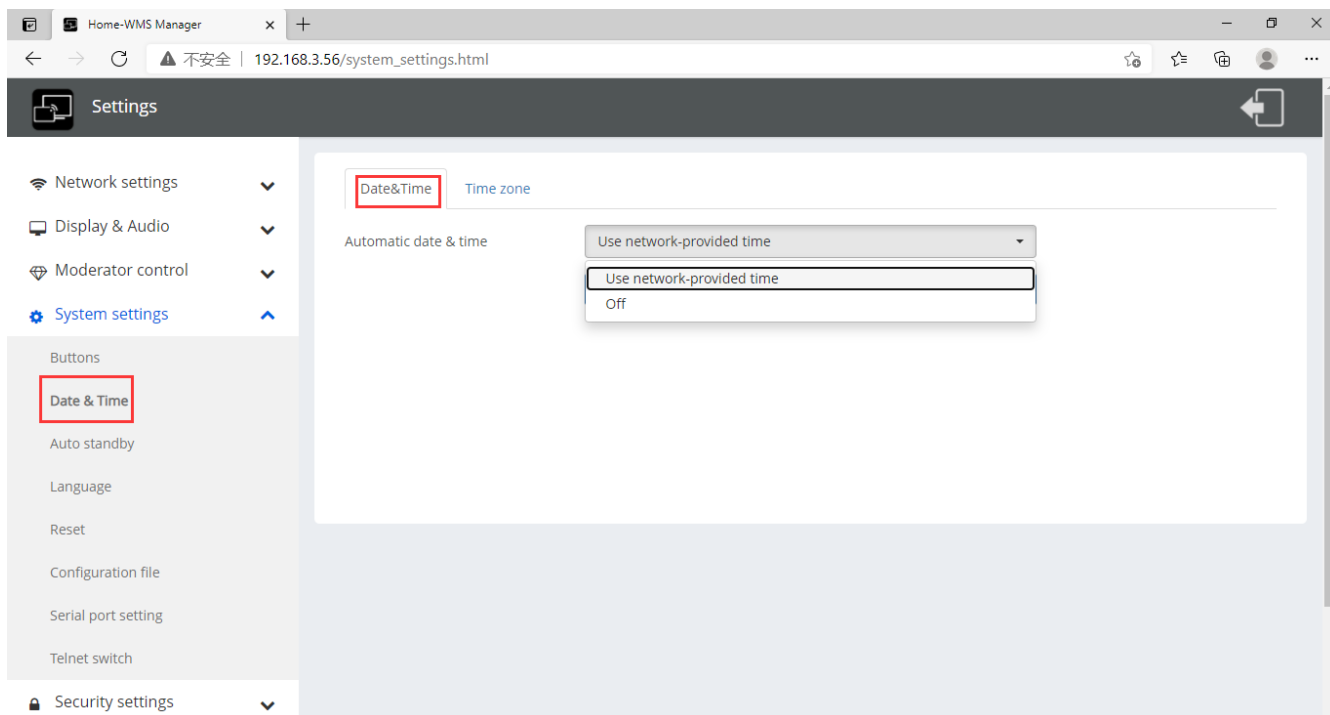 Home-WMS Manager
不安全 192.168.3.56/system_settings.html
Settings
Network settings
Display & Audio
Moderator control
System settings
Buttons
Date & Time
Auto standby
Language
Reset
Configuration file
Serial port setting
Telnet switch
Security settings
Date&Time Time zone
Automatic date & time Use network-provided time
Use network-provided time
Off